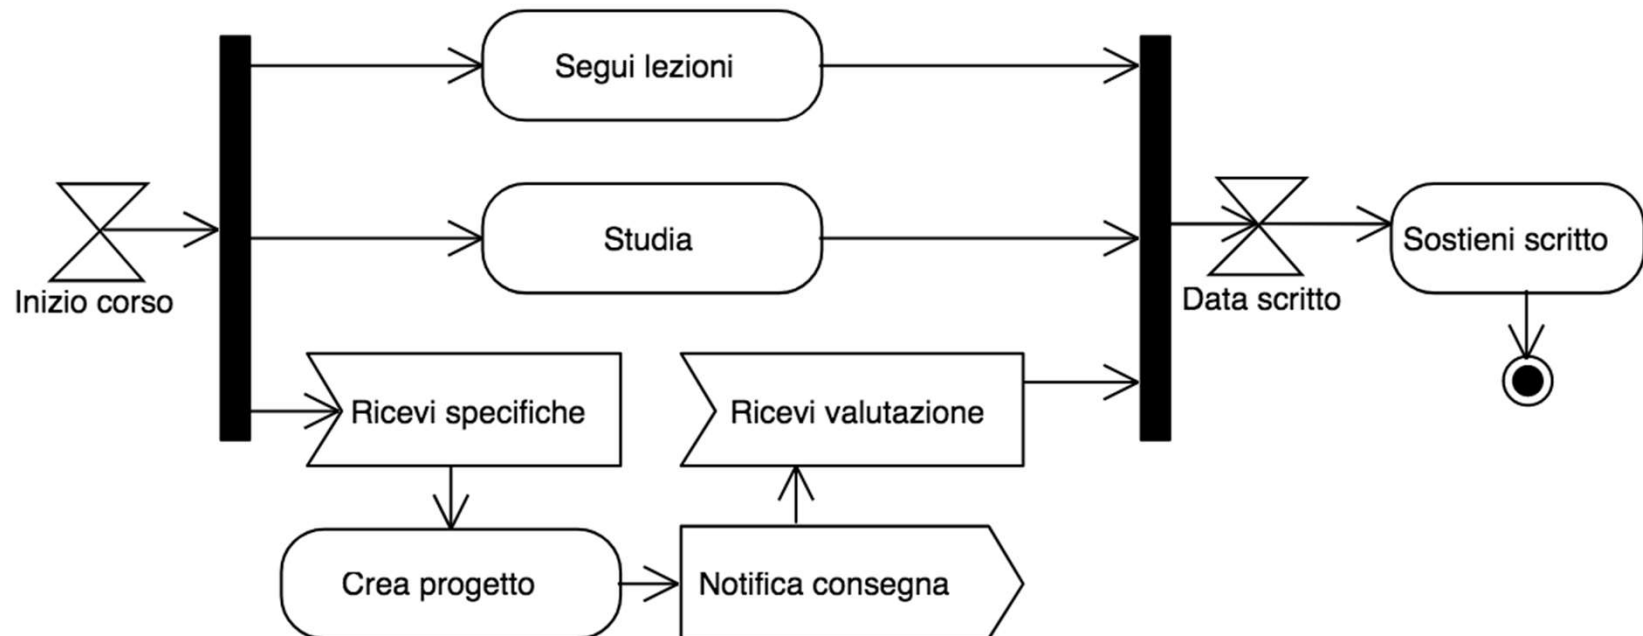 Segui lezioni
Studia
Inizio corso
Data scritto
Sostieni scritto
Ricevi specifiche
Ricevi valutazione
Crea progetto
Notifica consegna